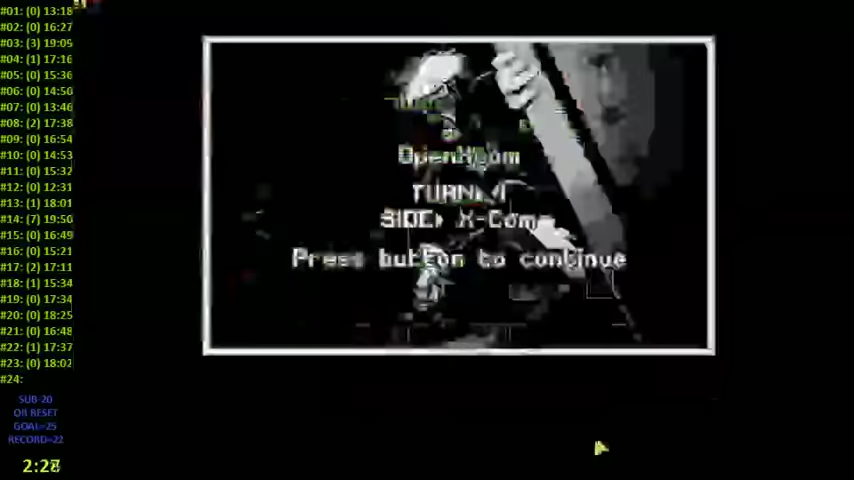 #01: (0) 13:18
#02: (0) 16:27
#03: (3) 19:05
#04: (1) 17:16
#05: (0) 15:36
#06: (0) 14:50
#07: (0) 13:46
#08: (2) 17:38
#09: (0) 16:54
#10: (0) 14:53
#11: (0) 15:32
#12: (0) 12:31
#13: (1) 18:01
#14: (7) 19:50
#15: (0) 16:49
#16: (0) 15:21
#17: (2) 17:11
#18: (1) 15:34
#19: (0) 17:34
#20: (0) 18:25
#21: (0) 16:48
#22: (1) 17:37
#23: (0) 18:02
#24:
SUB-20
OR RESET
GOAL=25
RECORD=22
OpenXcom
TURN>
SIDE> X-Com
Press button to continue